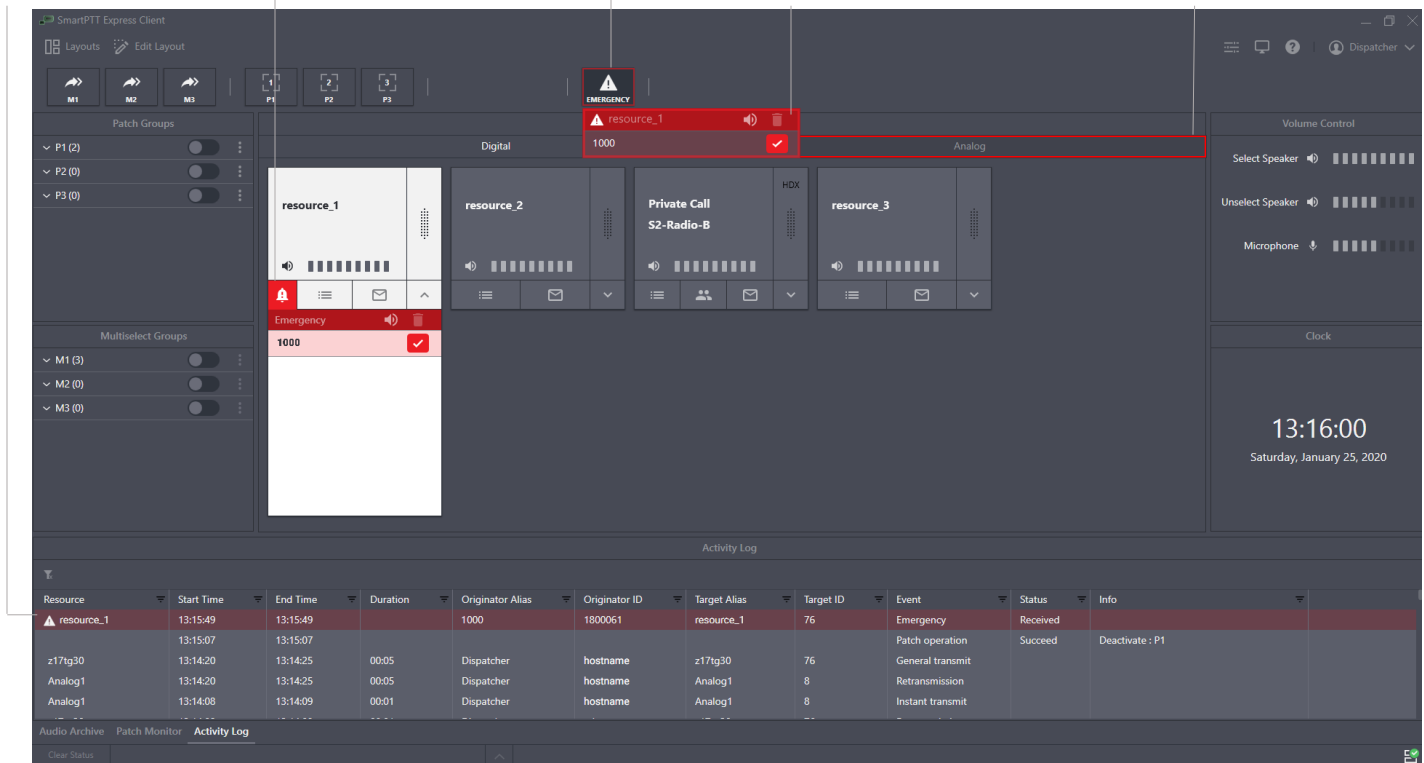 SmartPTT Express Client
Layouts Edit Layout Dispatcher
M1 M2 M3 1 P1 2 P2 3 P3 EMERGENCY
Patch Groups resource_1 Volume Control
P1 (2) Digital 1000 Analog
P2 (0)
P3 (0)
Select Speaker
Unselect Speaker
Microphone
resource_1 resource_2 Private Call HDX resource_3
S2-Radio-B
Emergency
1000
Multiselect Groups Clock
M1 (3)
M2 (0)
M3 (0)
13:16:00
Saturday, January 25, 2020
Activity Log
Resource Start Time End Time Duration Originator Alias Originator ID Target Alias Target ID Event Status Info
resource_1 13:15:49 13:15:49 1000 1800061 resource_1 76 Emergency Received
13:15:07 13:15:07 Patch operation Succeed Deactivate : P1
z17tg30 13:14:20 13:14:25 00:05 Dispatcher hostname z17tg30 76 General transmit
Analog1 13:14:20 13:14:25 00:05 Dispatcher hostname Analog1 8 Retransmission
Analog1 13:14:08 13:14:09 00:01 Dispatcher hostname Analog1 8 Instant transmit
Audio Archive Patch Monitor Activity Log
Clear Status